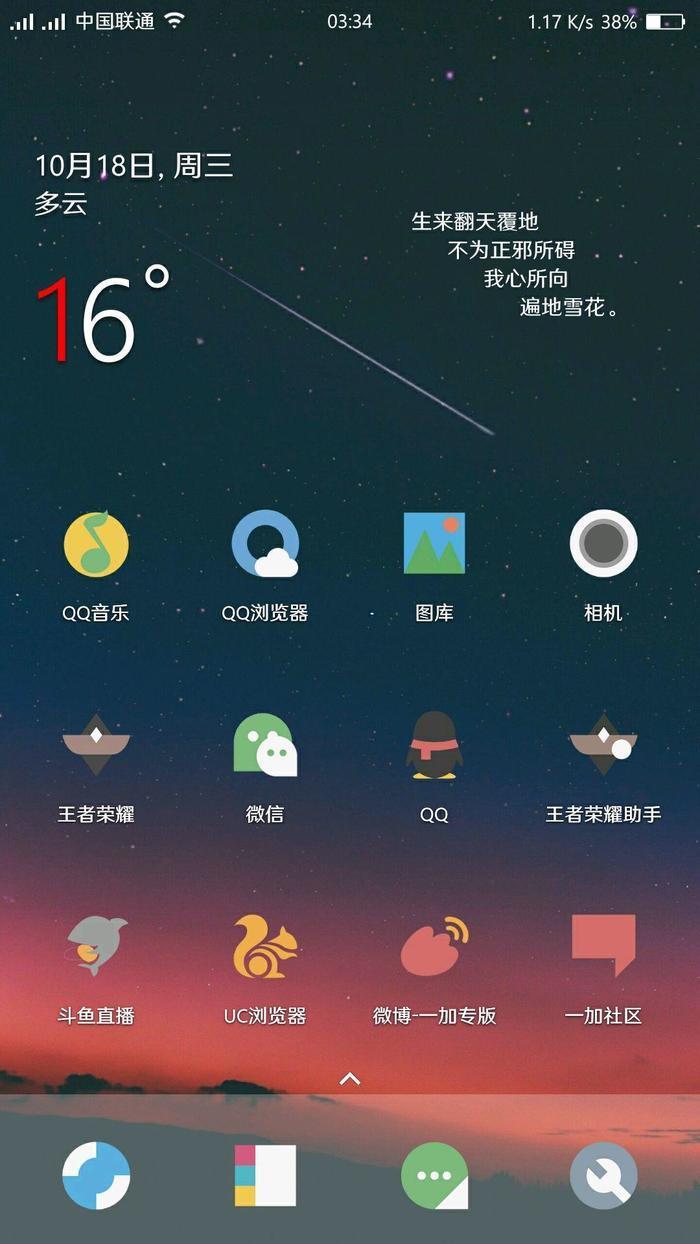 中国联通 03:34 1.17 K/s 38%
10月18日, 周三
多云
16°
生来翻天覆地
不为正邪所碍
我心所向
遍地雪花。
QQ音乐 QQ浏览器 图库 相机
王者荣耀 微信 QQ 王者荣耀助手
斗鱼直播 UC浏览器 微博-一加专版 一加社区